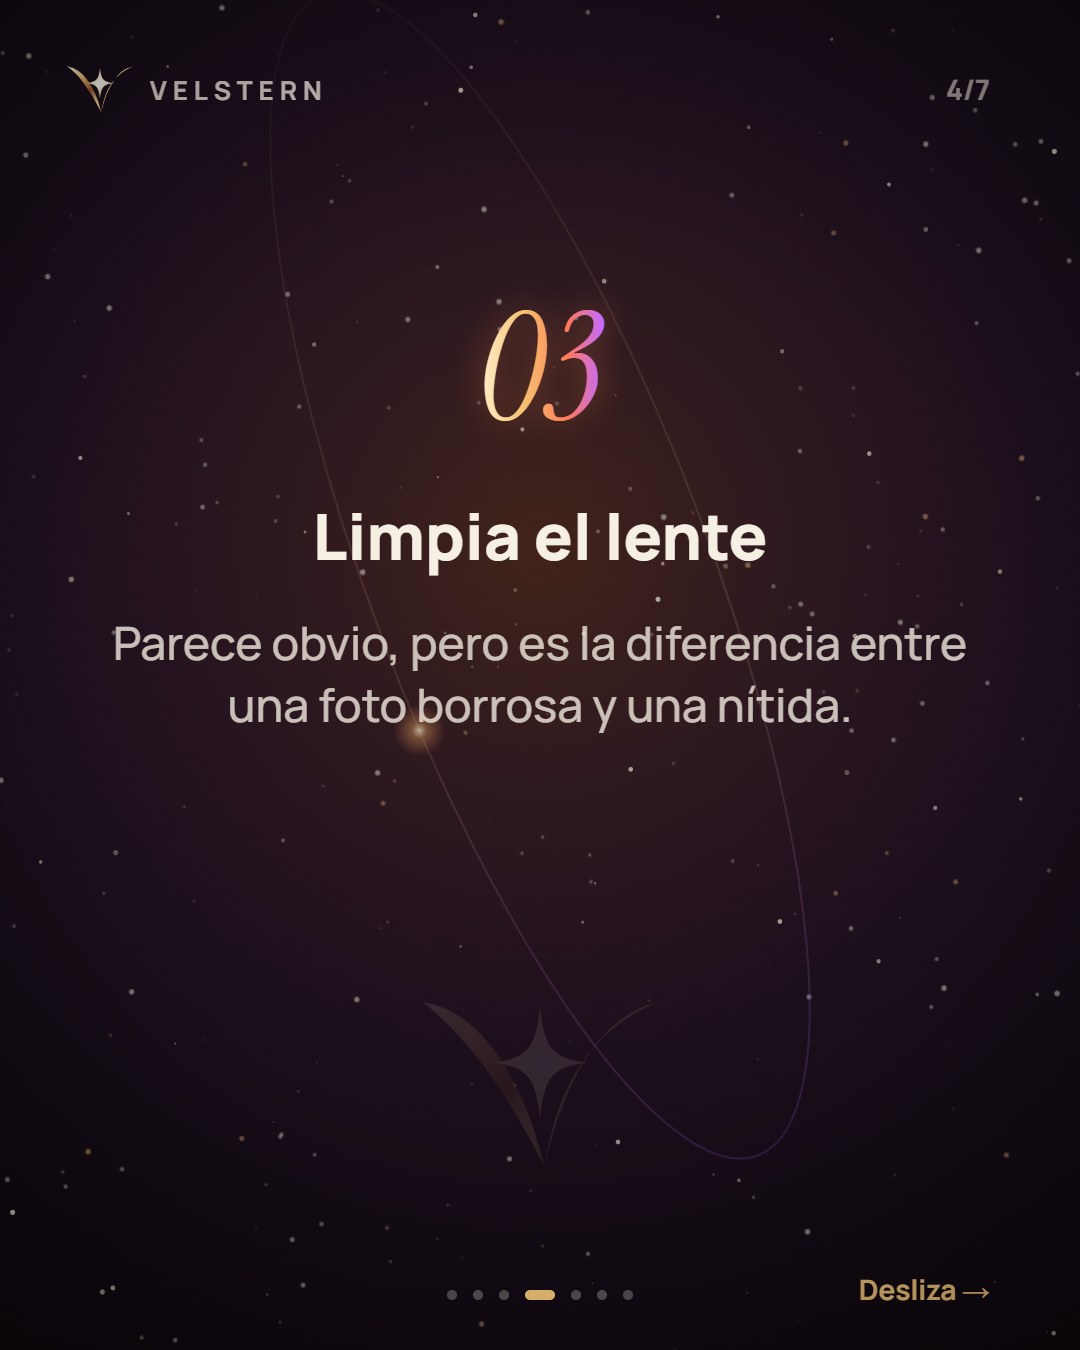 VELSTERN
4/7
03
Limpia el lente
Parece obvio, pero es la diferencia entre
una foto borrosa y una nítida.
Desliza →